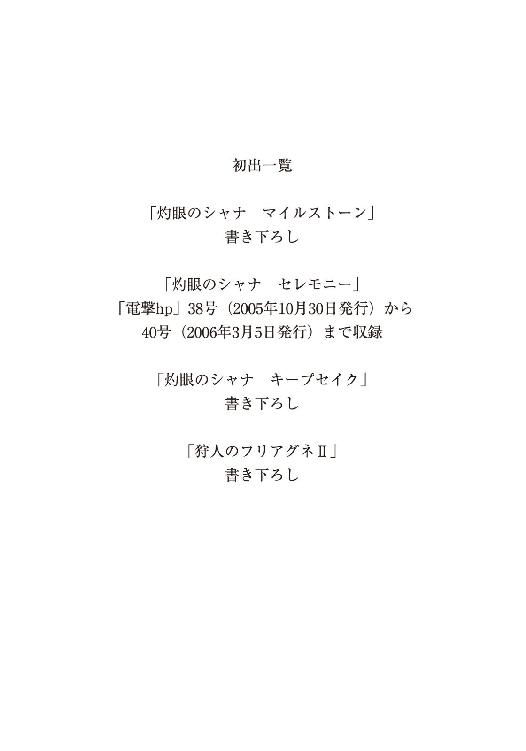 初出一覧
「灼眼のシャナ　マイルストーン」
書き下ろし
「灼眼のシャナ　セレモニー」
「電撃hp」38号（2005年10月30日発行）から
40号（2006年3月5日発行）まで収録
「灼眼のシャナ　キープセイク」
書き下ろし
「狩人のフリアグネⅡ」
書き下ろし